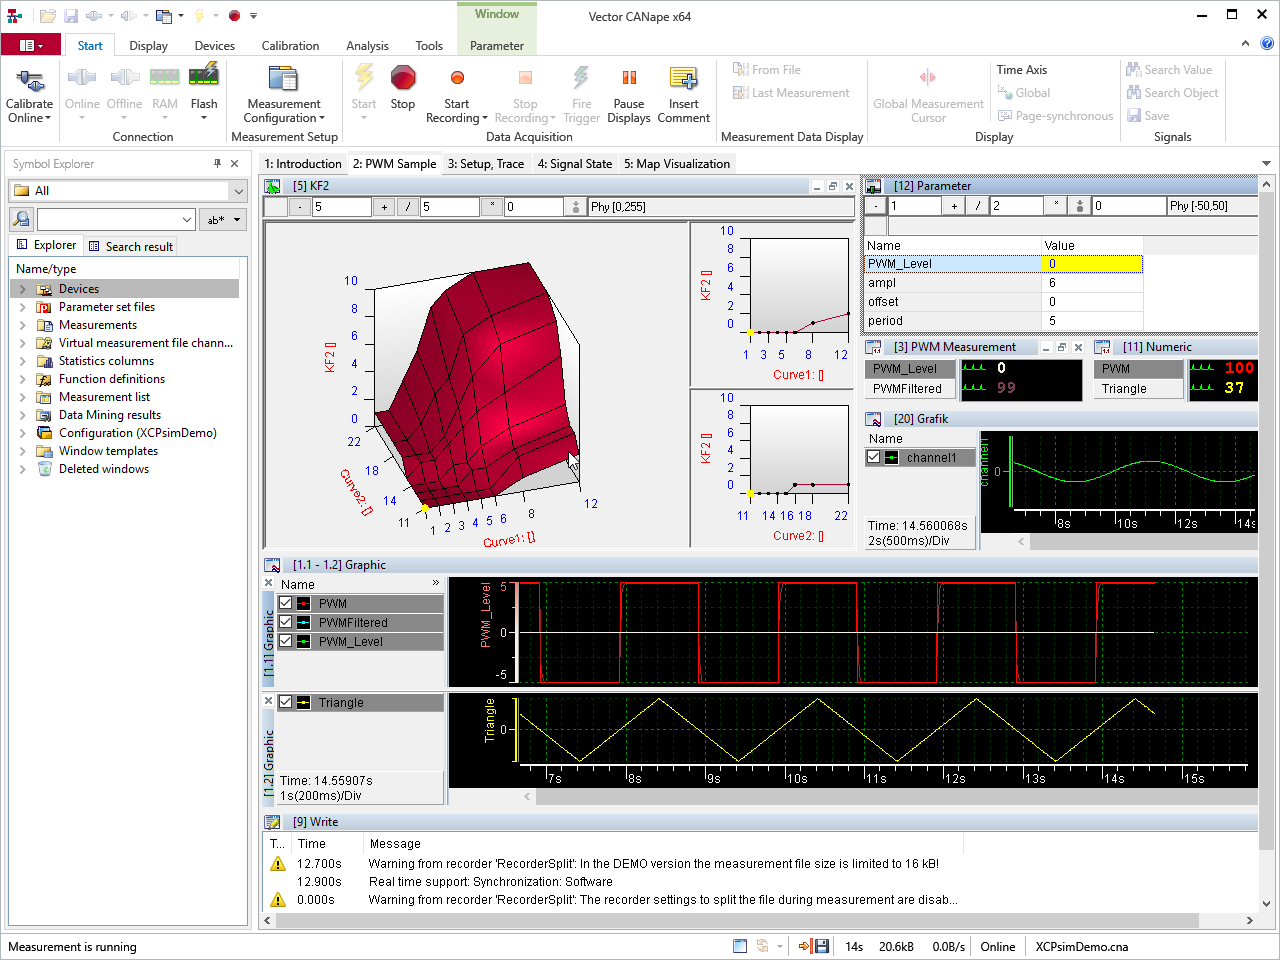 Window
Vector CANape x64
Start
Display
Devices
Calibration
Analysis
Tools
Parameter
Calibrate Online
Online
Offline
RAM
Flash
Connection
Measurement Configuration
Measurement Setup
Start
Stop
Start Recording
Stop Recording
Fire Trigger
Pause Displays
Insert Comment
Data Acquisition
From File
Last Measurement
Measurement Data Display
Global Measurement Cursor
Time Axis
Global
Page-synchronous
Display
Search Value
Search Object
Save
Signals
Symbol Explorer
All
ab*
Explorer
Search result
Name/type
Devices
Parameter set files
Measurements
Virtual measurement file chann...
Statistics columns
Function definitions
Measurement list
Data Mining results
Configuration (XCPsimDemo)
Window templates
Deleted windows
1: Introduction
2: PWM Sample
3: Setup, Trace
4: Signal State
5: Map Visualization
[5] KF2
- 5 + / 5 * 0 Phy [0,255]
10
8
6
4
2
0
KF2 []
22
18
14
11
Curve2: []
1 2 3 4 5 6 8 12
Curve1: []
10
8
6
4
2
0
KF2 []
1 3 5 8 12
Curve1: []
10
8
6
4
2
0
KF2 []
11 14 16 18 22
Curve2: []
[12] Parameter
- 1 + / 2 * 0 Phy [-50,50]
Name Value
PWM_Level 0
ampl 6
offset 0
period 5
[3] PWM Measurement
PWM_Level 0
PWMFiltered 99
[11] Numeric
PWM 100
Triangle 37
[20] Grafik
Name
channel1
Time: 14.560068s
2s(500ms)/Div
channel
0
8s 10s 12s 14s
[1.1 - 1.2] Graphic
[1.1] Graphic
Name »
PWM
PWMFiltered
PWM_Level
PWM_Level
5
0
-5
[1.2] Graphic
Triangle
Time: 14.55907s
1s(200ms)/Div
Triangle
0
7s 8s 9s 10s 11s 12s 13s 14s 15s
[9] Write
T... Time Message
12.700s Warning from recorder 'RecorderSplit': In the DEMO version the measurement file size is limited to 16 kB!
12.900s Real time support: Synchronization: Software
0.000s Warning from recorder 'RecorderSplit': The recorder settings to split the file during measurement are disab...
Measurement is running
14s 20.6kB 0.0B/s Online XCPsimDemo.cna